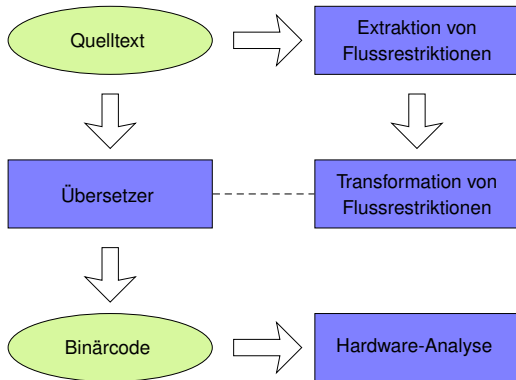 Quelltext
Extraktion von
Flussrestriktionen
Übersetzer
Transformation von
Flussrestriktionen
Binärcode
Hardware-Analyse